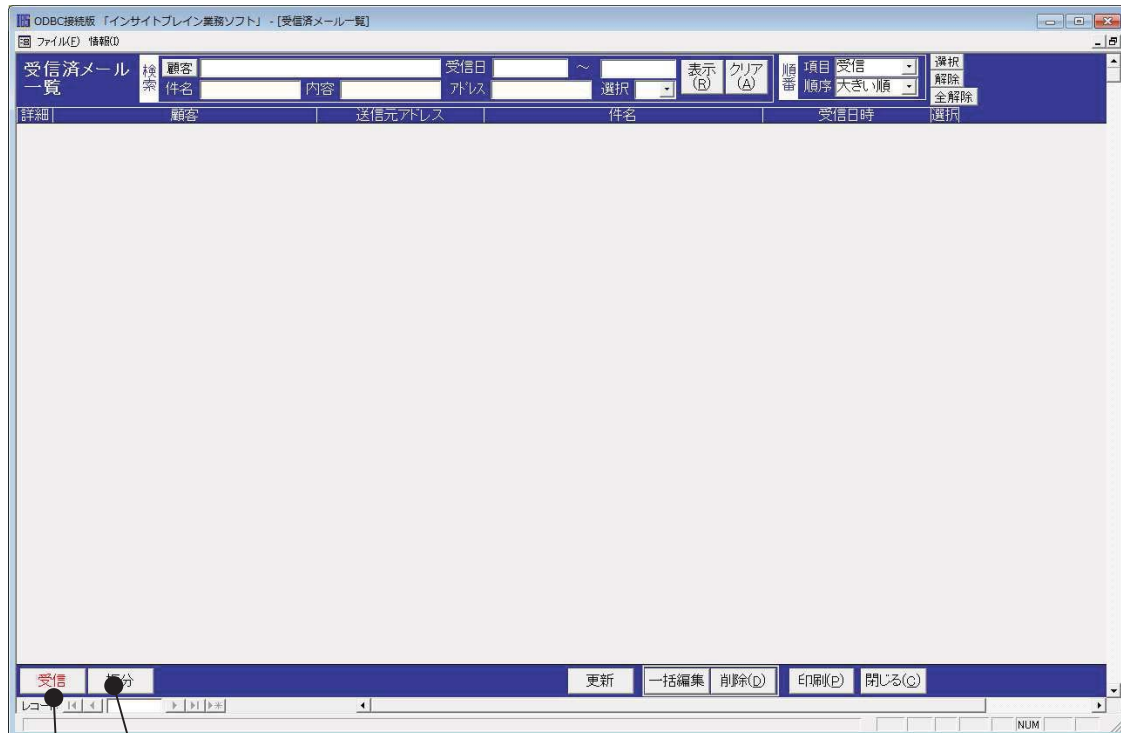 ODBC接続版 「インサイトブレイン業務ソフト」 - [受信済メール一覧]
ファイル(F) 情報(I)
受信済メール一覧
検索
顧客
受信日 ～
件名 内容 アドレス 選択
表示(R) クリア(A)
順番
項目 受信
順序 大きい順
選択
解除
全解除
詳細 顧客 送信元アドレス 件名 受信日時 選択
受信 更新 一括編集 削除(D) 印刷(P) 閉じる(C)
NUM